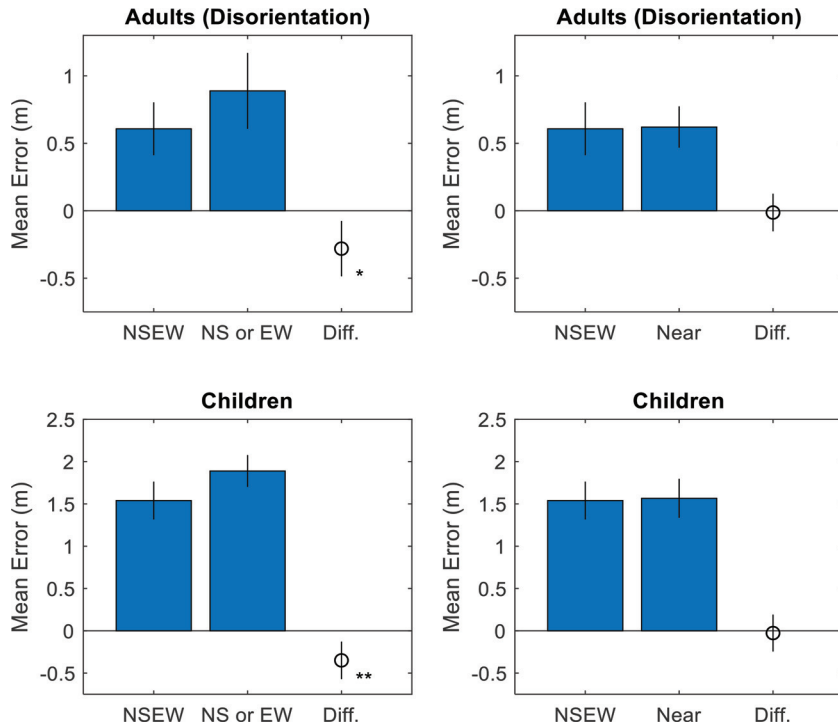 Adults (Disorientation)
Mean Error (m)
1
0.5
0
-0.5
*
NSEW NS or EW Diff.
Adults (Disorientation)
Mean Error (m)
1
0.5
0
-0.5
NSEW Near Diff.
Children
Mean Error (m)
2.5
2
1.5
1
0.5
0
-0.5
**
NSEW NS or EW Diff.
Children
Mean Error (m)
2.5
2
1.5
1
0.5
0
-0.5
NSEW Near Diff.